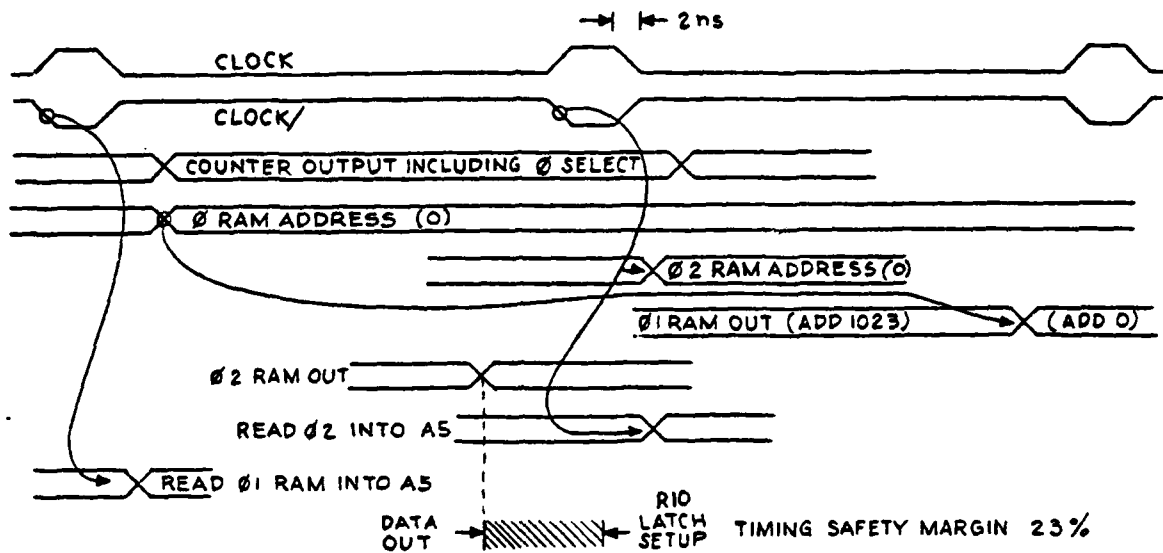 2ns
CLOCK
CLOCK/
COUNTER OUTPUT INCLUDING Ø SELECT
Ø RAM ADDRESS (0)
Ø2 RAM ADDRESS (0)
Ø1 RAM OUT (ADD 1023)
(ADD 0)
Ø2 RAM OUT
READ Ø2 INTO A5
READ Ø1 RAM INTO A5
DATA
OUT
R10
LATCH
SETUP
TIMING SAFETY MARGIN 23%